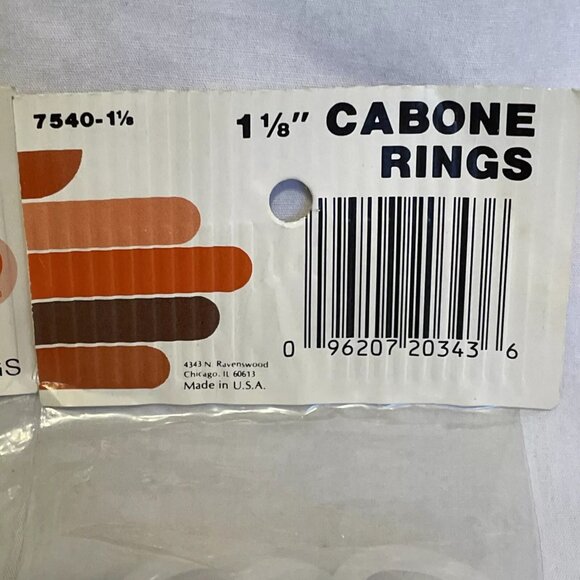 7540-1⅛
1⅛" CABONE
RINGS
0 96207 20343 6
4343 N. Ravenswood
Chicago, IL 60613
Made in U.S.A.
GS